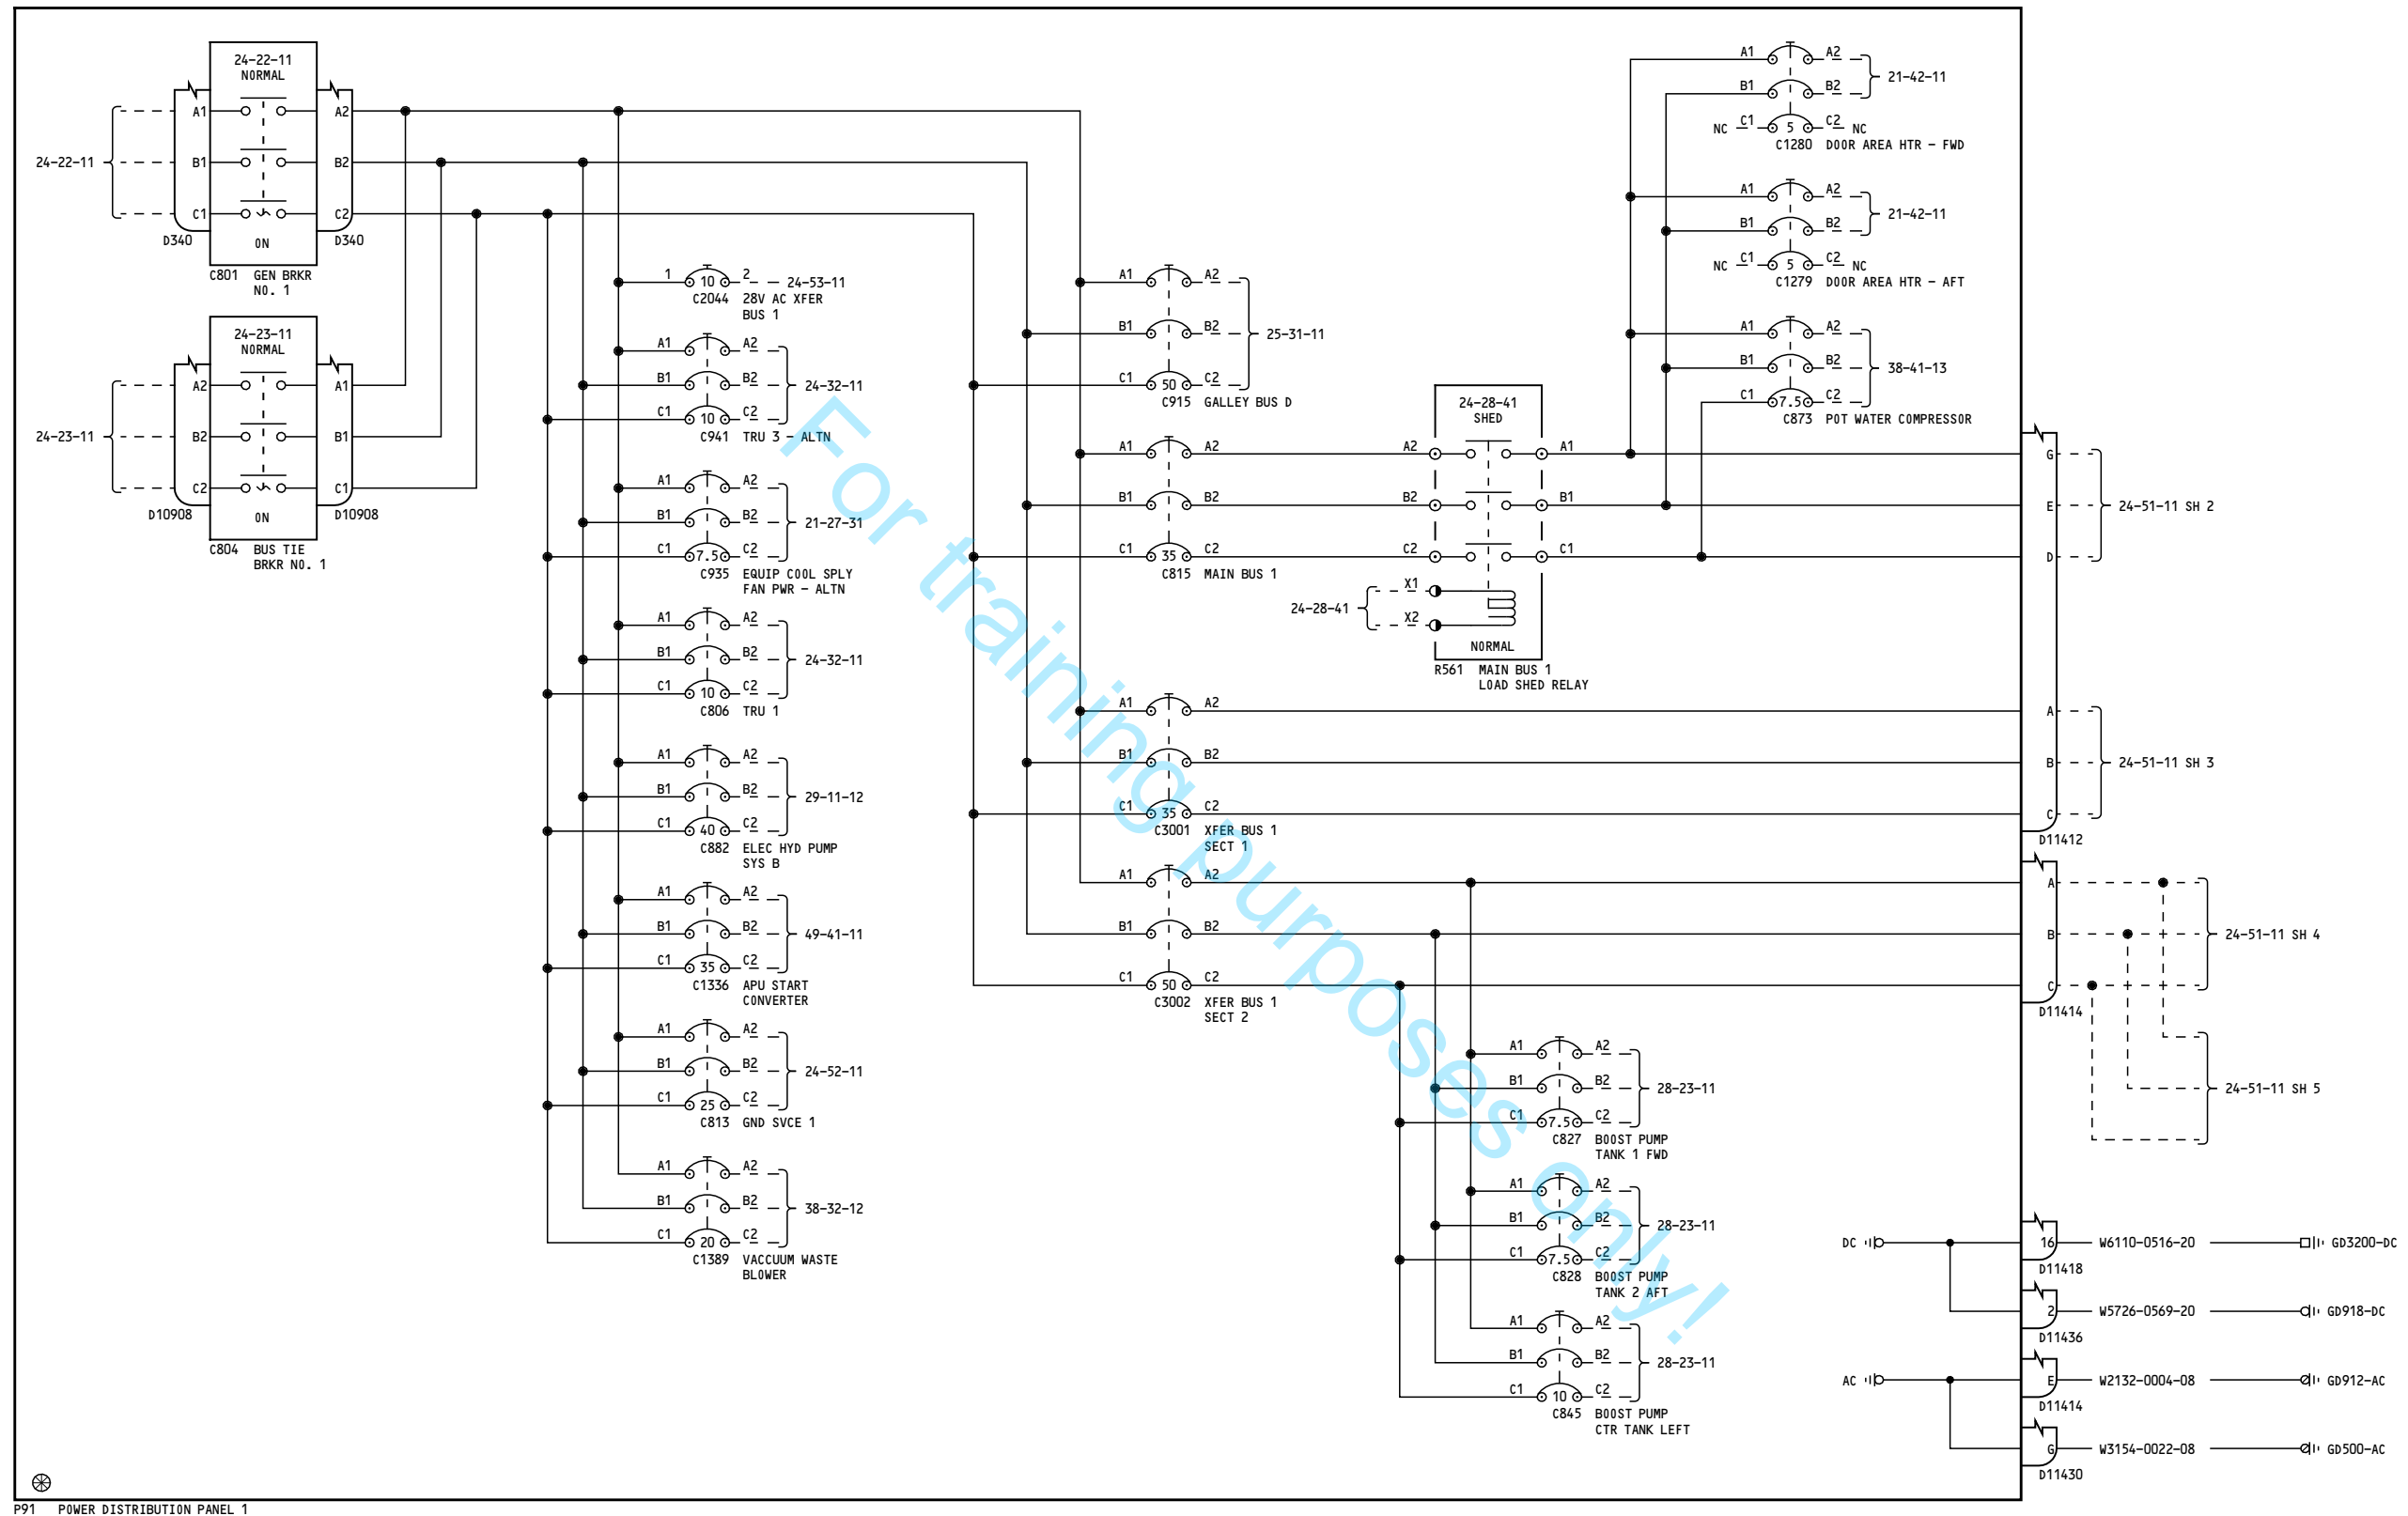 24-22-11
NORMAL
24-22-11
A1
A2
B1
B2
C1
C2
D340
ON
D340
C801 GEN BRKR
NO. 1
24-23-11
NORMAL
24-23-11
A2
A1
B2
B1
C2
C1
D10908
ON
D10908
C804 BUS TIE
BRKR NO. 1
1 10 2 24-53-11
C2044 28V AC XFER
BUS 1
A1 A2
B1 B2 24-32-11
C1 10 C2
C941 TRU 3 - ALTN
A1 A2
B1 B2 21-27-31
C1 7.5 C2
C935 EQUIP COOL SPLY
FAN PWR - ALTN
A1 A2
B1 B2 24-32-11
C1 10 C2
C806 TRU 1
A1 A2
B1 B2 29-11-12
C1 40 C2
C882 ELEC HYD PUMP
SYS B
A1 A2
B1 B2 49-41-11
C1 35 C2
C1336 APU START
CONVERTER
A1 A2
B1 B2 24-52-11
C1 25 C2
C813 GND SVCE 1
A1 A2
B1 B2 38-32-12
C1 20 C2
C1389 VACCUUM WASTE
BLOWER
A1 A2
B1 B2 25-31-11
C1 50 C2
C915 GALLEY BUS D
A1 A2
B1 B2
C1 35 C2
C815 MAIN BUS 1
24-28-41
SHED
A2 A1
B2 B1
C2 C1
24-28-41 X1
X2
NORMAL
R561 MAIN BUS 1
LOAD SHED RELAY
A1 A2
B1 B2
C1 35 C2
C3001 XFER BUS 1
SECT 1
A1 A2
B1 B2
C1 50 C2
C3002 XFER BUS 1
SECT 2
A1 A2
B1 B2 21-42-11
NC C1 5 C2 NC
C1280 DOOR AREA HTR - FWD
A1 A2
B1 B2 21-42-11
NC C1 5 C2 NC
C1279 DOOR AREA HTR - AFT
A1 A2
B1 B2 38-41-13
C1 7.5 C2
C873 POT WATER COMPRESSOR
G
E 24-51-11 SH 2
D
A
B 24-51-11 SH 3
C
D11412
A
B 24-51-11 SH 4
C
D11414
24-51-11 SH 5
A1 A2
B1 B2 28-23-11
C1 7.5 C2
C827 BOOST PUMP
TANK 1 FWD
A1 A2
B1 B2 28-23-11
C1 7.5 C2
C828 BOOST PUMP
TANK 2 AFT
A1 A2
B1 B2 28-23-11
C1 10 C2
C845 BOOST PUMP
CTR TANK LEFT
DC 16 W6110-0516-20 GD3200-DC
D11418
2 W5726-0569-20 GD918-DC
D11436
AC E W2132-0004-08 GD912-AC
D11414
G W3154-0022-08 GD500-AC
D11430
P91 POWER DISTRIBUTION PANEL 1
For training purposes only!